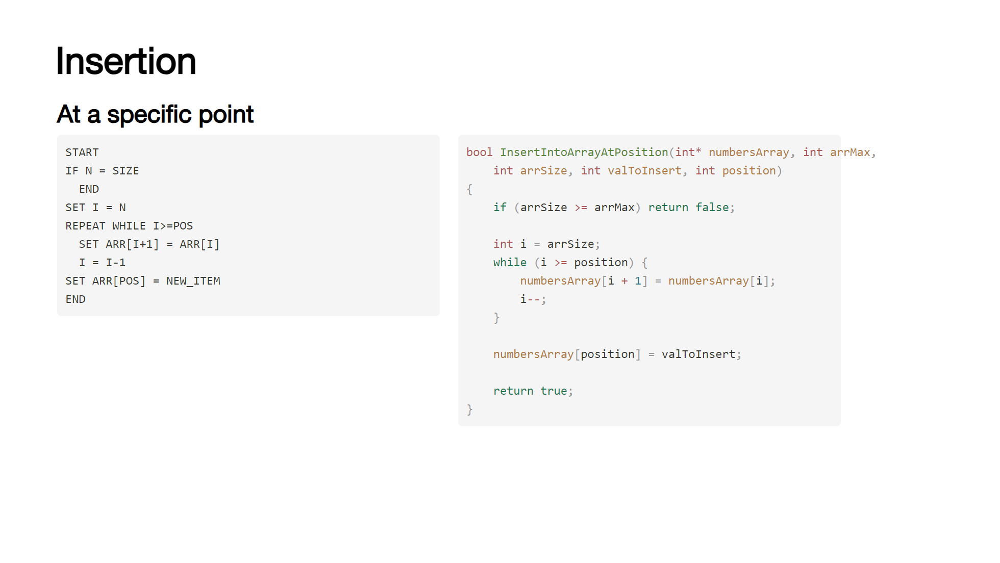 Insertion
At a specific point
START
IF N = SIZE
  END
SET I = N
REPEAT WHILE I>=POS
  SET ARR[I+1] = ARR[I]
  I = I-1
SET ARR[POS] = NEW_ITEM
END
bool InsertIntoArrayAtPosition(int* numbersArray, int arrMax,
    int arrSize, int valToInsert, int position)
{
    if (arrSize >= arrMax) return false;

    int i = arrSize;
    while (i >= position) {
        numbersArray[i + 1] = numbersArray[i];
        i--;
    }

    numbersArray[position] = valToInsert;

    return true;
}